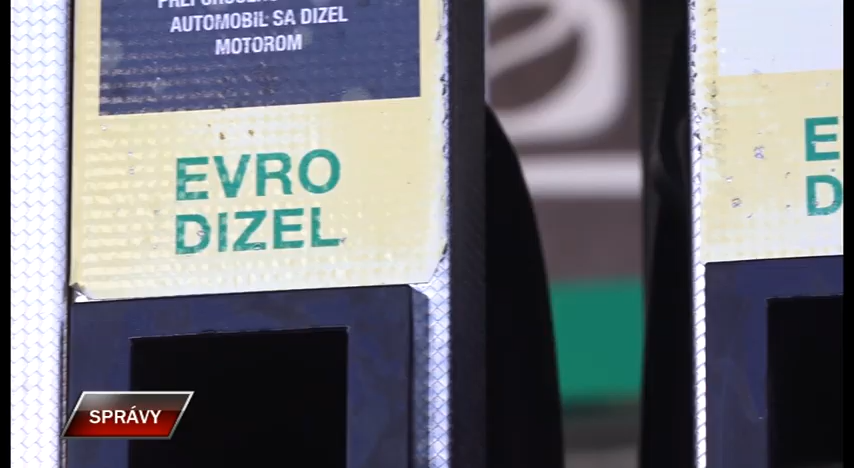 AUTOMOBIL SA DIZEL
MOTOROM
EVRO
DIZEL
E
D
SPRÁVY